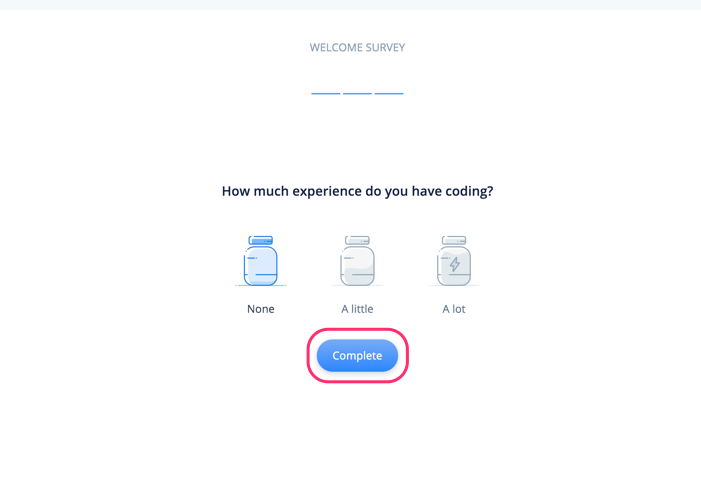 WELCOME SURVEY
How much experience do you have coding?
None
A little
A lot
Complete